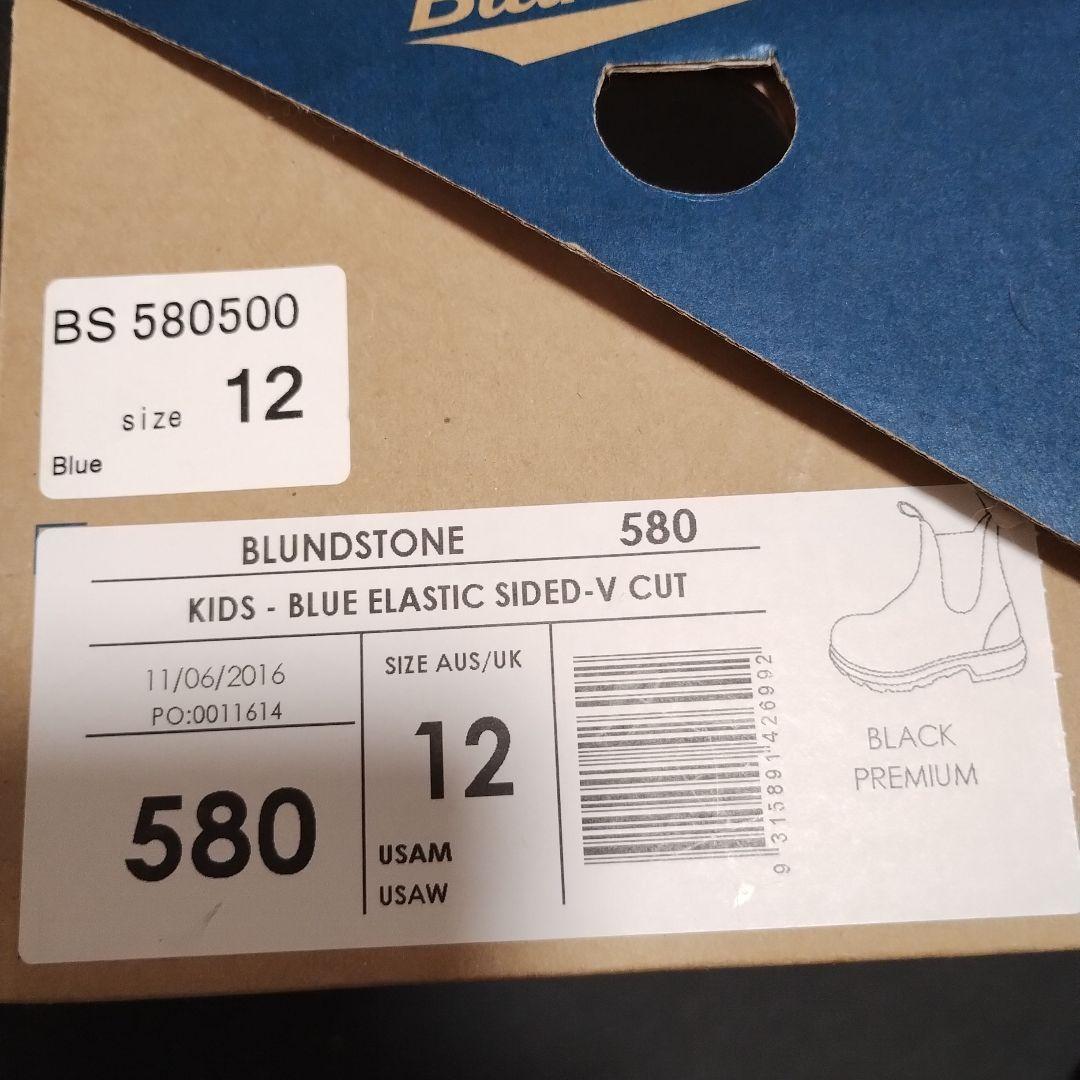 BS 580500
size 12
Blue
BLUNDSTONE 580
KIDS - BLUE ELASTIC SIDED-V CUT
11/06/2016
PO:0011614
580
SIZE AUS/UK
12
USAM
USAW
9 315891 426992
BLACK
PREMIUM